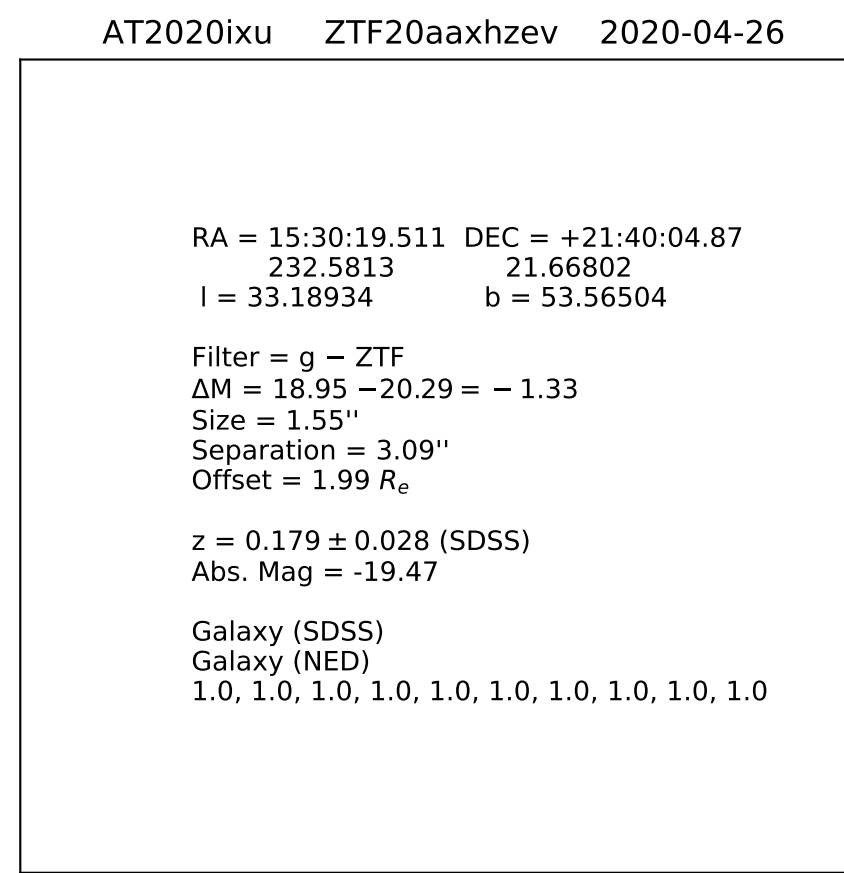 AT2020ixu ZTF20aaxhzev 2020-04-26
RA = 15:30:19.511 DEC = +21:40:04.87
232.5813 21.66802
l = 33.18934 b = 53.56504
Filter = g − ZTF
ΔM = 18.95 −20.29 = − 1.33
Size = 1.55''
Separation = 3.09''
Offset = 1.99 Re
z = 0.179 ± 0.028 (SDSS)
Abs. Mag = -19.47
Galaxy (SDSS)
Galaxy (NED)
1.0, 1.0, 1.0, 1.0, 1.0, 1.0, 1.0, 1.0, 1.0, 1.0